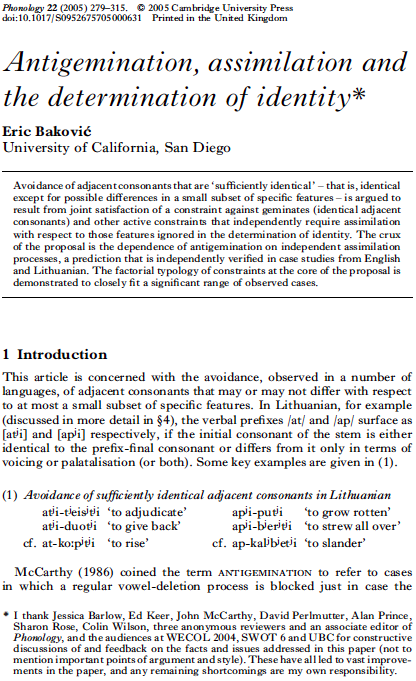 Phonology 22 (2005) 279–315. © 2005 Cambridge University Press
doi:10.1017/S0952675705000631 Printed in the United Kingdom
Antigemination, assimilation and
the determination of identity*
Eric Baković
University of California, San Diego
Avoidance of adjacent consonants that are ‘sufficiently identical’ – that is, identical
except for possible differences in a small subset of specific features – is argued to
result from joint satisfaction of a constraint against geminates (identical adjacent
consonants) and other active constraints that independently require assimilation
with respect to those features ignored in the determination of identity. The crux
of the proposal is the dependence of antigemination on independent assimilation
processes, a prediction that is independently verified in case studies from English
and Lithuanian. The factorial typology of constraints at the core of the proposal is
demonstrated to closely fit a significant range of observed cases.
1 Introduction
This article is concerned with the avoidance, observed in a number of
languages, of adjacent consonants that may or may not differ with respect
to at most a small subset of specific features. In Lithuanian, for example
(discussed in more detail in §4), the verbal prefixes /at/ and /ap/ surface as
[atʲi] and [apʲi] respectively, if the initial consonant of the stem is either
identical to the prefix-final consonant or differs from it only in terms of
voicing or palatalisation (or both). Some key examples are given in (1).
(1) Avoidance of sufficiently identical adjacent consonants in Lithuanian
atʲi-tʲeisʲtʲi ‘to adjudicate’ apʲi-putʲi ‘to grow rotten’
atʲi-duotʲi ‘to give back’ apʲi-bʲerʲtʲi ‘to strew all over’
cf. at-ko:pʲtʲi ‘to rise’ cf. ap-kalʲbʲetʲi ‘to slander’
McCarthy (1986) coined the term ANTIGEMINATION to refer to cases
in which a regular vowel-deletion process is blocked just in case the
* I thank Jessica Barlow, Ed Keer, John McCarthy, David Perlmutter, Alan Prince,
Sharon Rose, Colin Wilson, three anonymous reviewers and an associate editor of
Phonology, and the audiences at WECOL 2004, SWOT 6 and UBC for constructive
discussions of and feedback on the facts and issues addressed in this paper (not to
mention important points of argument and style). These have all led to vast improve-
ments in the paper, and any remaining shortcomings are my own responsibility.